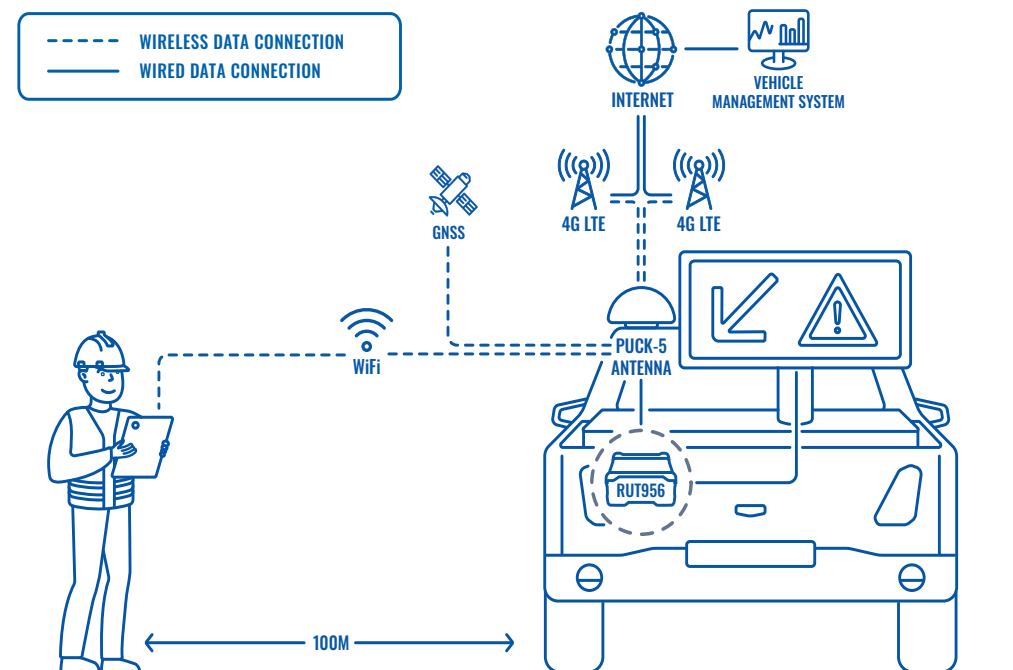 WIRELESS DATA CONNECTION
WIRED DATA CONNECTION
INTERNET
VEHICLE
MANAGEMENT SYSTEM
4G LTE
4G LTE
GNSS
WiFi
PUCK-5
ANTENNA
RUT956
100M